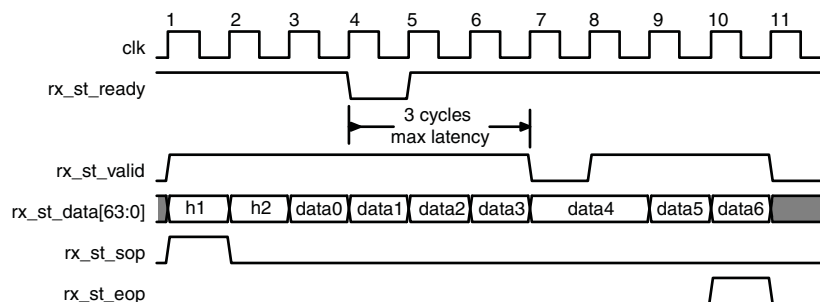 1 2 3 4 5 6 7 8 9 10 11
clk
rx_st_ready
3 cycles
max latency
rx_st_valid
rx_st_data[63:0] h1 h2 data0 data1 data2 data3 data4 data5 data6
rx_st_sop
rx_st_eop